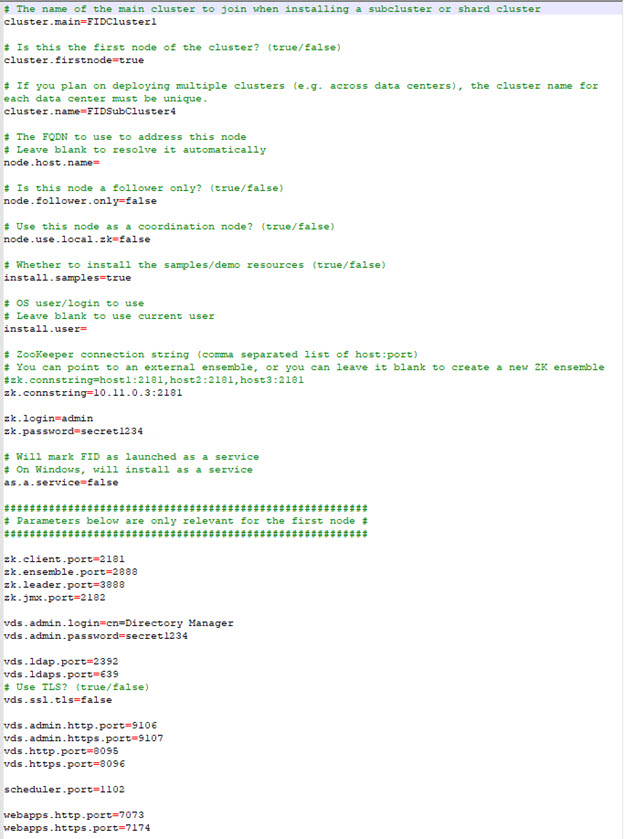 # The name of the main cluster to join when installing a subcluster or shard cluster
cluster.main=FIDCluster1
# Is this the first node of the cluster? (true/false)
cluster.firstnode=true
# If you plan on deploying multiple clusters (e.g. across data centers), the cluster name for
each data center must be unique.
cluster.name=FIDSubCluster4
# The FQDN to use to address this node
# Leave blank to resolve it automatically
node.host.name=
# Is this node a follower only? (true/false)
node.follower.only=false
# Use this node as a coordination node? (true/false)
node.use.local.zk=false
# Whether to install the samples/demo resources (true/false)
install.samples=true
# OS user/login to use
# Leave blank to use current user
install.user=
# ZooKeeper connection string (comma separated list of host:port)
# You can point to an external ensemble, or you can leave it blank to create a new ZK ensemble
#zk.connstring=host1:2181,host2:2181,host3:2181
zk.connstring=10.11.0.3:2181
zk.login=admin
zk.password=secret1234
# Will mark FID as launched as a service
# On Windows, will install as a service
as.a.service=false
#########################################################
# Parameters below are only relevant for the first node #
#########################################################
zk.client.port=2181
zk.ensemble.port=2888
zk.leader.port=3888
zk.jmx.port=2182
vds.admin.login=cn=Directory Manager
vds.admin.password=secret1234
vds.ldap.port=2392
vds.ldaps.port=639
# Use TLS? (true/false)
vds.ssl.tls=false
vds.admin.http.port=9106
vds.admin.https.port=9107
vds.http.port=8095
vds.https.port=8096
scheduler.port=1102
webapps.http.port=7073
webapps.https.port=7174